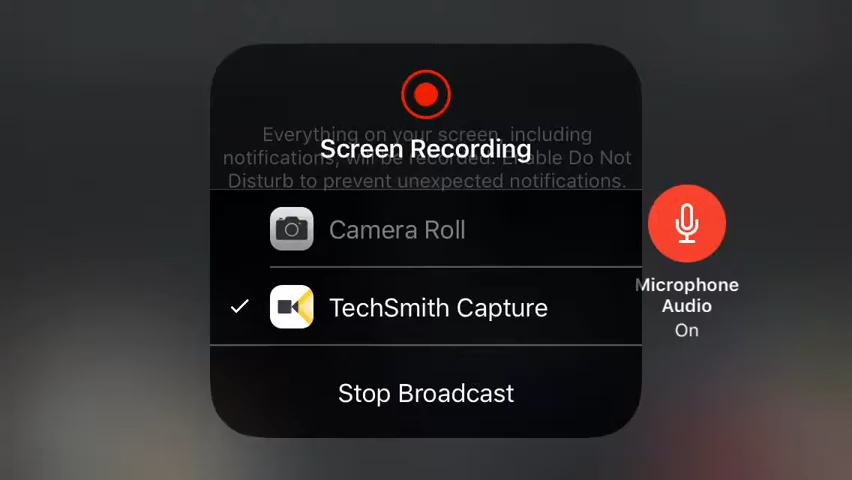 Everything on your screen, including
notifications, will be recorded. Enable Do Not
Disturb to prevent unexpected notifications.
Screen Recording
Camera Roll
TechSmith Capture
Stop Broadcast
Microphone
Audio
On